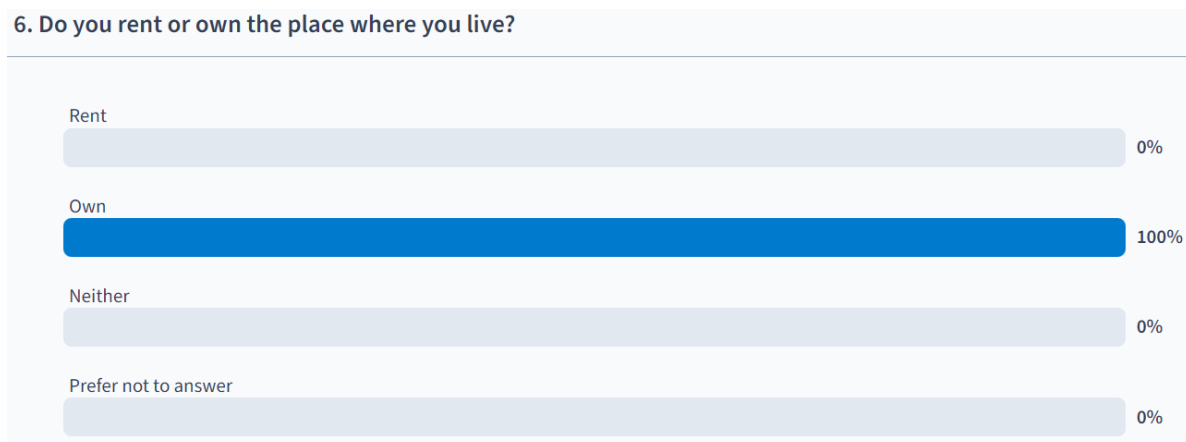 6. Do you rent or own the place where you live?
Rent
0%
Own
100%
Neither
0%
Prefer not to answer
0%